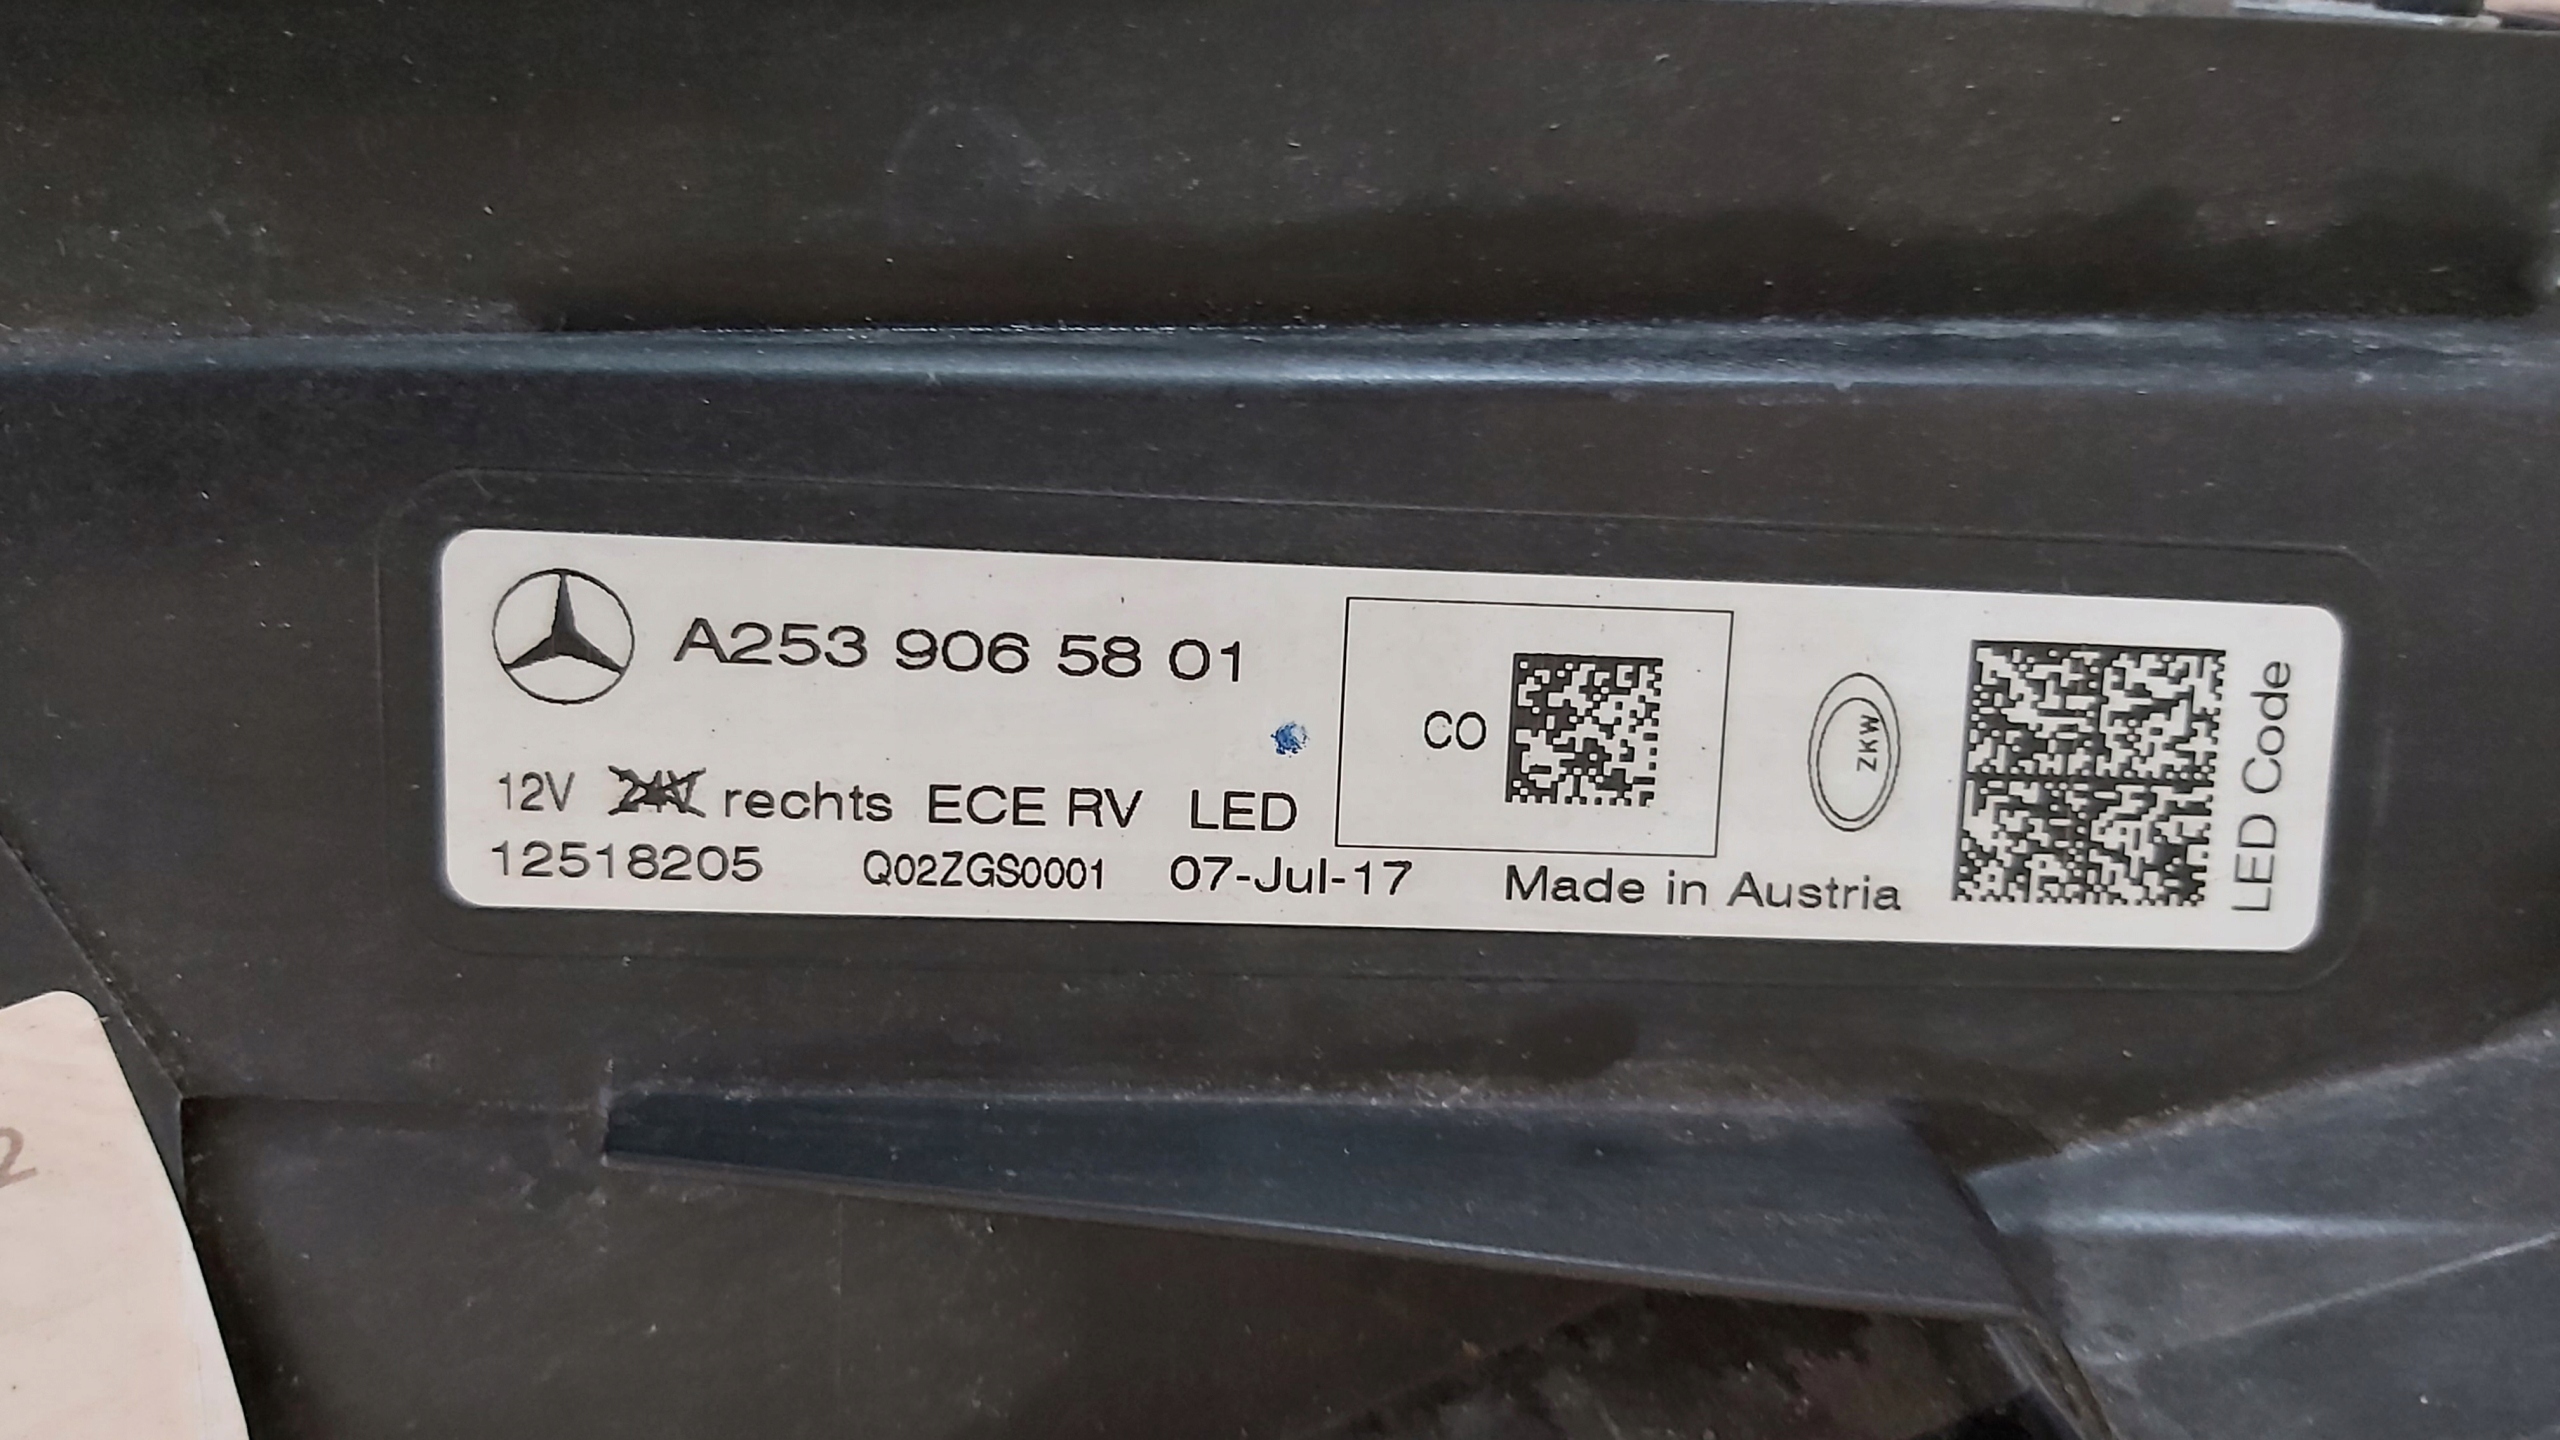 A253 906 58 01
CO
ZKW
LED Code
12V 24V rechts ECE RV LED
12518205 Q02ZGS0001 07-Jul-17 Made in Austria
2